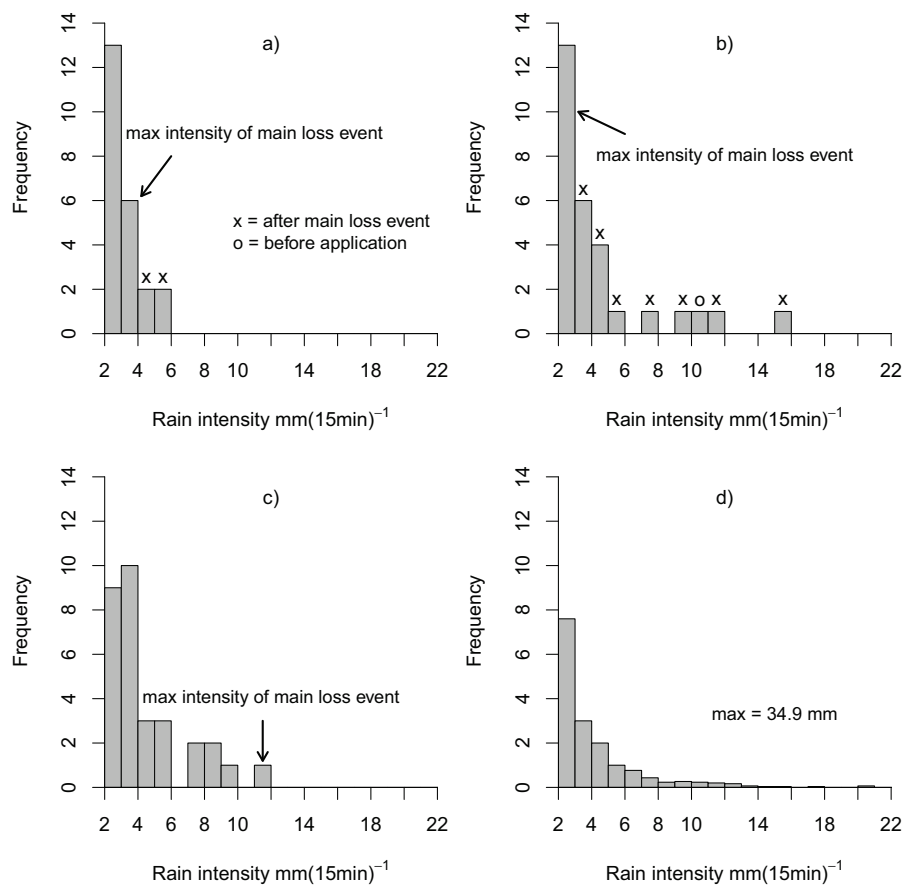 a)
14
12
10
8
6
4
2
0
Frequency
max intensity of main loss event
x = after main loss event
o = before application
x x
2 4 6 8 10 14 18 22
Rain intensity mm(15min)⁻¹
b)
14
12
10
8
6
4
2
0
Frequency
max intensity of main loss event
x
x
x x x o x x
2 4 6 8 10 14 18 22
Rain intensity mm(15min)⁻¹
c)
14
12
10
8
6
4
2
0
Frequency
max intensity of main loss event
2 4 6 8 10 14 18 22
Rain intensity mm(15min)⁻¹
d)
14
12
10
8
6
4
2
0
Frequency
max = 34.9 mm
2 4 6 8 10 14 18 22
Rain intensity mm(15min)⁻¹